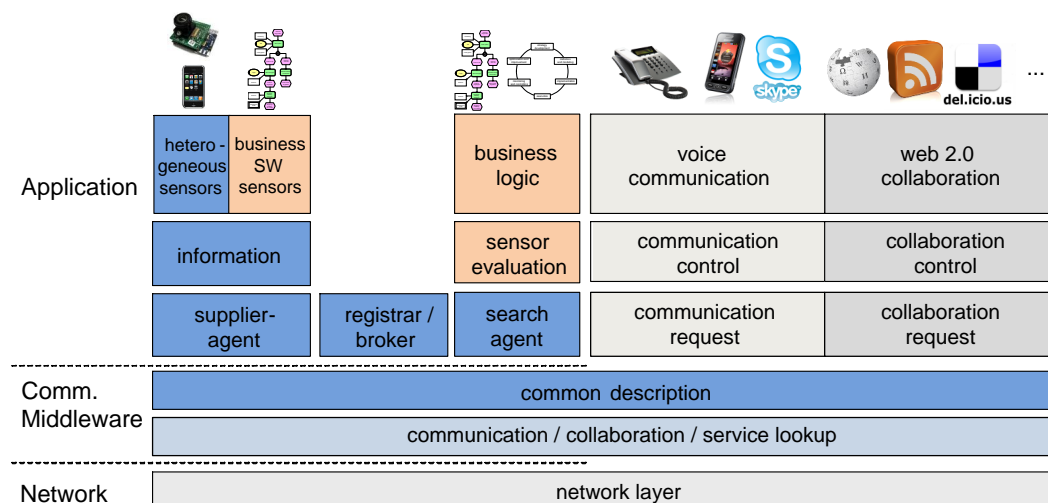 skype
del.icio.us
...
Application
hetero -
geneous
sensors
business
SW
sensors
business
logic
voice
communication
web 2.0
collaboration
information
sensor
evaluation
communication
control
collaboration
control
supplier-
agent
registrar /
broker
search
agent
communication
request
collaboration
request
Comm.
Middleware
common description
communication / collaboration / service lookup
Network
network layer